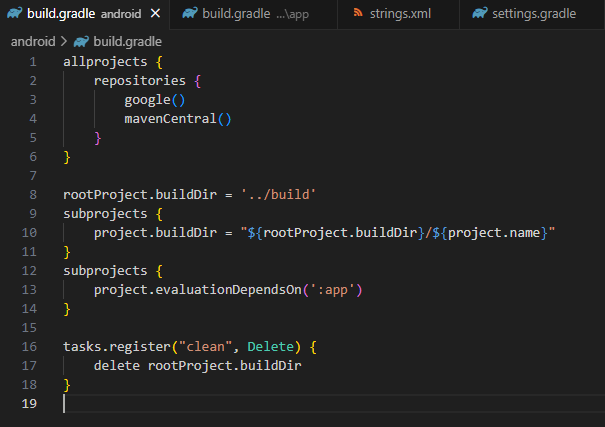 build.gradle android
build.gradle ...\app
strings.xml
settings.gradle
android > build.gradle
1 allprojects {
2     repositories {
3         google()
4         mavenCentral()
5     }
6 }
7
8 rootProject.buildDir = '../build'
9 subprojects {
10     project.buildDir = "${rootProject.buildDir}/${project.name}"
11 }
12 subprojects {
13     project.evaluationDependsOn(':app')
14 }
15
16 tasks.register("clean", Delete) {
17     delete rootProject.buildDir
18 }
19